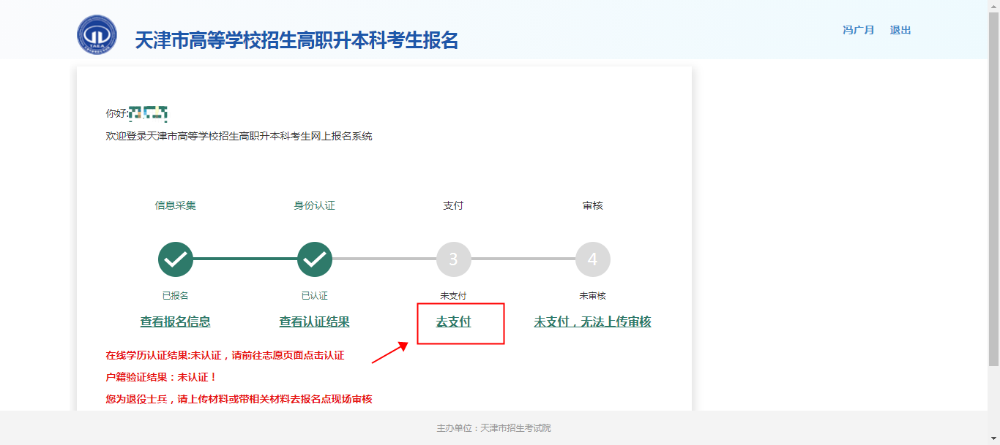 天津市高等学校招生高职升本科考生报名
冯广月 退出
你好:
欢迎登录天津市高等学校招生高职升本科考生网上报名系统
信息采集 身份认证 支付 审核
3 4
已报名 已认证 未支付 未审核
查看报名信息 查看认证结果 去支付 未支付，无法上传审核
在线学历认证结果:未认证，请前往志愿页面点击认证
户籍验证结果：未认证！
您为退役士兵，请上传材料或带相关材料去报名点现场审核
主办单位：天津市招生考试院